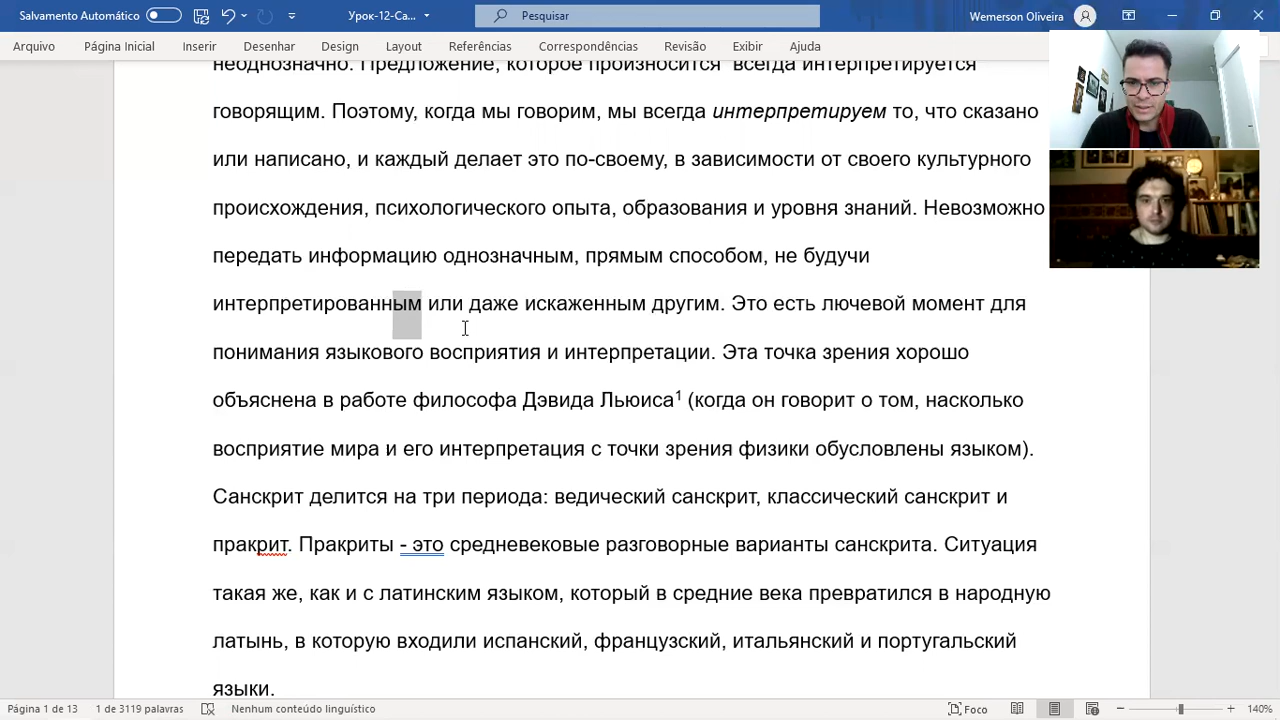 Salvamento Automático
Урок-12-Са...
Pesquisar
Wemerson Oliveira
Arquivo Página Inicial Inserir Desenhar Design Layout Referências Correspondências Revisão Exibir Ajuda
неоднозначно. Предложение, которое произносится всегда интерпретируется
говорящим. Поэтому, когда мы говорим, мы всегда интерпретируем то, что сказано
или написано, и каждый делает это по-своему, в зависимости от своего культурного
происхождения, психологического опыта, образования и уровня знаний. Невозможно
передать информацию однозначным, прямым способом, не будучи
интерпретированным или даже искаженным другим. Это есть лючевой момент для
понимания языкового восприятия и интерпретации. Эта точка зрения хорошо
объяснена в работе философа Дэвида Льюиса¹ (когда он говорит о том, насколько
восприятие мира и его интерпретация с точки зрения физики обусловлены языком).
Санскрит делится на три периода: ведический санскрит, классический санскрит и
пракрит. Пракриты - это средневековые разговорные варианты санскрита. Ситуация
такая же, как и с латинским языком, который в средние века превратился в народную
латынь, в которую входили испанский, французский, итальянский и португальский
языки.
Página 1 de 13 1 de 3119 palavras Nenhum conteúdo linguístico Foco 140%